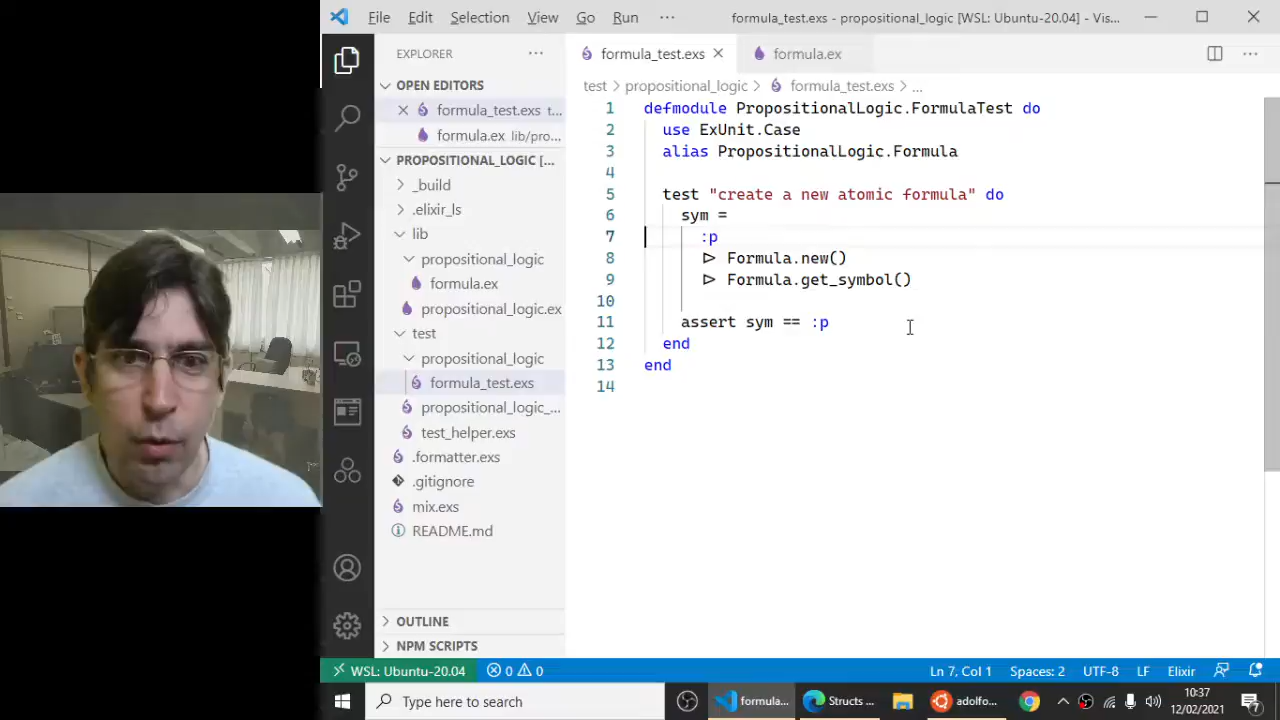 File Edit Selection View Go Run ··· formula_test.exs - propositional_logic [WSL: Ubuntu-20.04] - Vis...
EXPLORER ···
formula_test.exs
formula.ex
···
OPEN EDITORS
formula_test.exs t...
formula.ex lib/pro...
PROPOSITIONAL_LOGIC [...
_build
.elixir_ls
lib
propositional_logic
formula.ex
propositional_logic.ex
test
propositional_logic
formula_test.exs
propositional_logic_...
test_helper.exs
.formatter.exs
.gitignore
mix.exs
README.md
OUTLINE
NPM SCRIPTS
test > propositional_logic > formula_test.exs > ...
1 defmodule PropositionalLogic.FormulaTest do
2 use ExUnit.Case
3 alias PropositionalLogic.Formula
4
5 test "create a new atomic formula" do
6 sym =
7 :p
8 |> Formula.new()
9 |> Formula.get_symbol()
10
11 assert sym == :p
12 end
13 end
14
WSL: Ubuntu-20.04 0 0 Ln 7, Col 1 Spaces: 2 UTF-8 LF Elixir
Type here to search formula... Structs ... adolfo... 10:37
12/02/2021 7